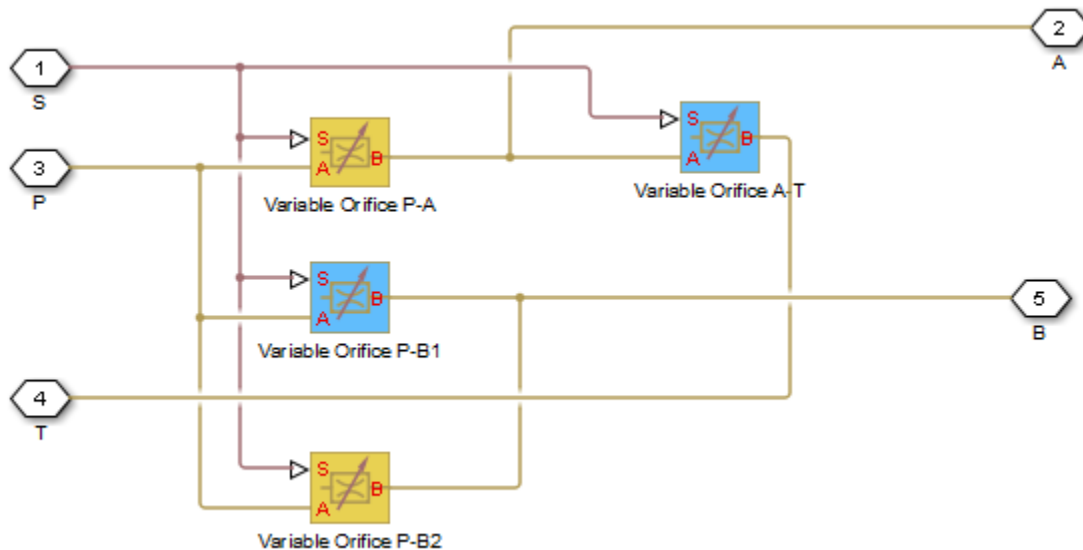 2
A
1
S
S
A
B
Variable Orifice A-T
S
A
B
Variable Orifice P-A
3
P
S
A
B
Variable Orifice P-B1
5
B
4
T
S
A
B
Variable Orifice P-B2